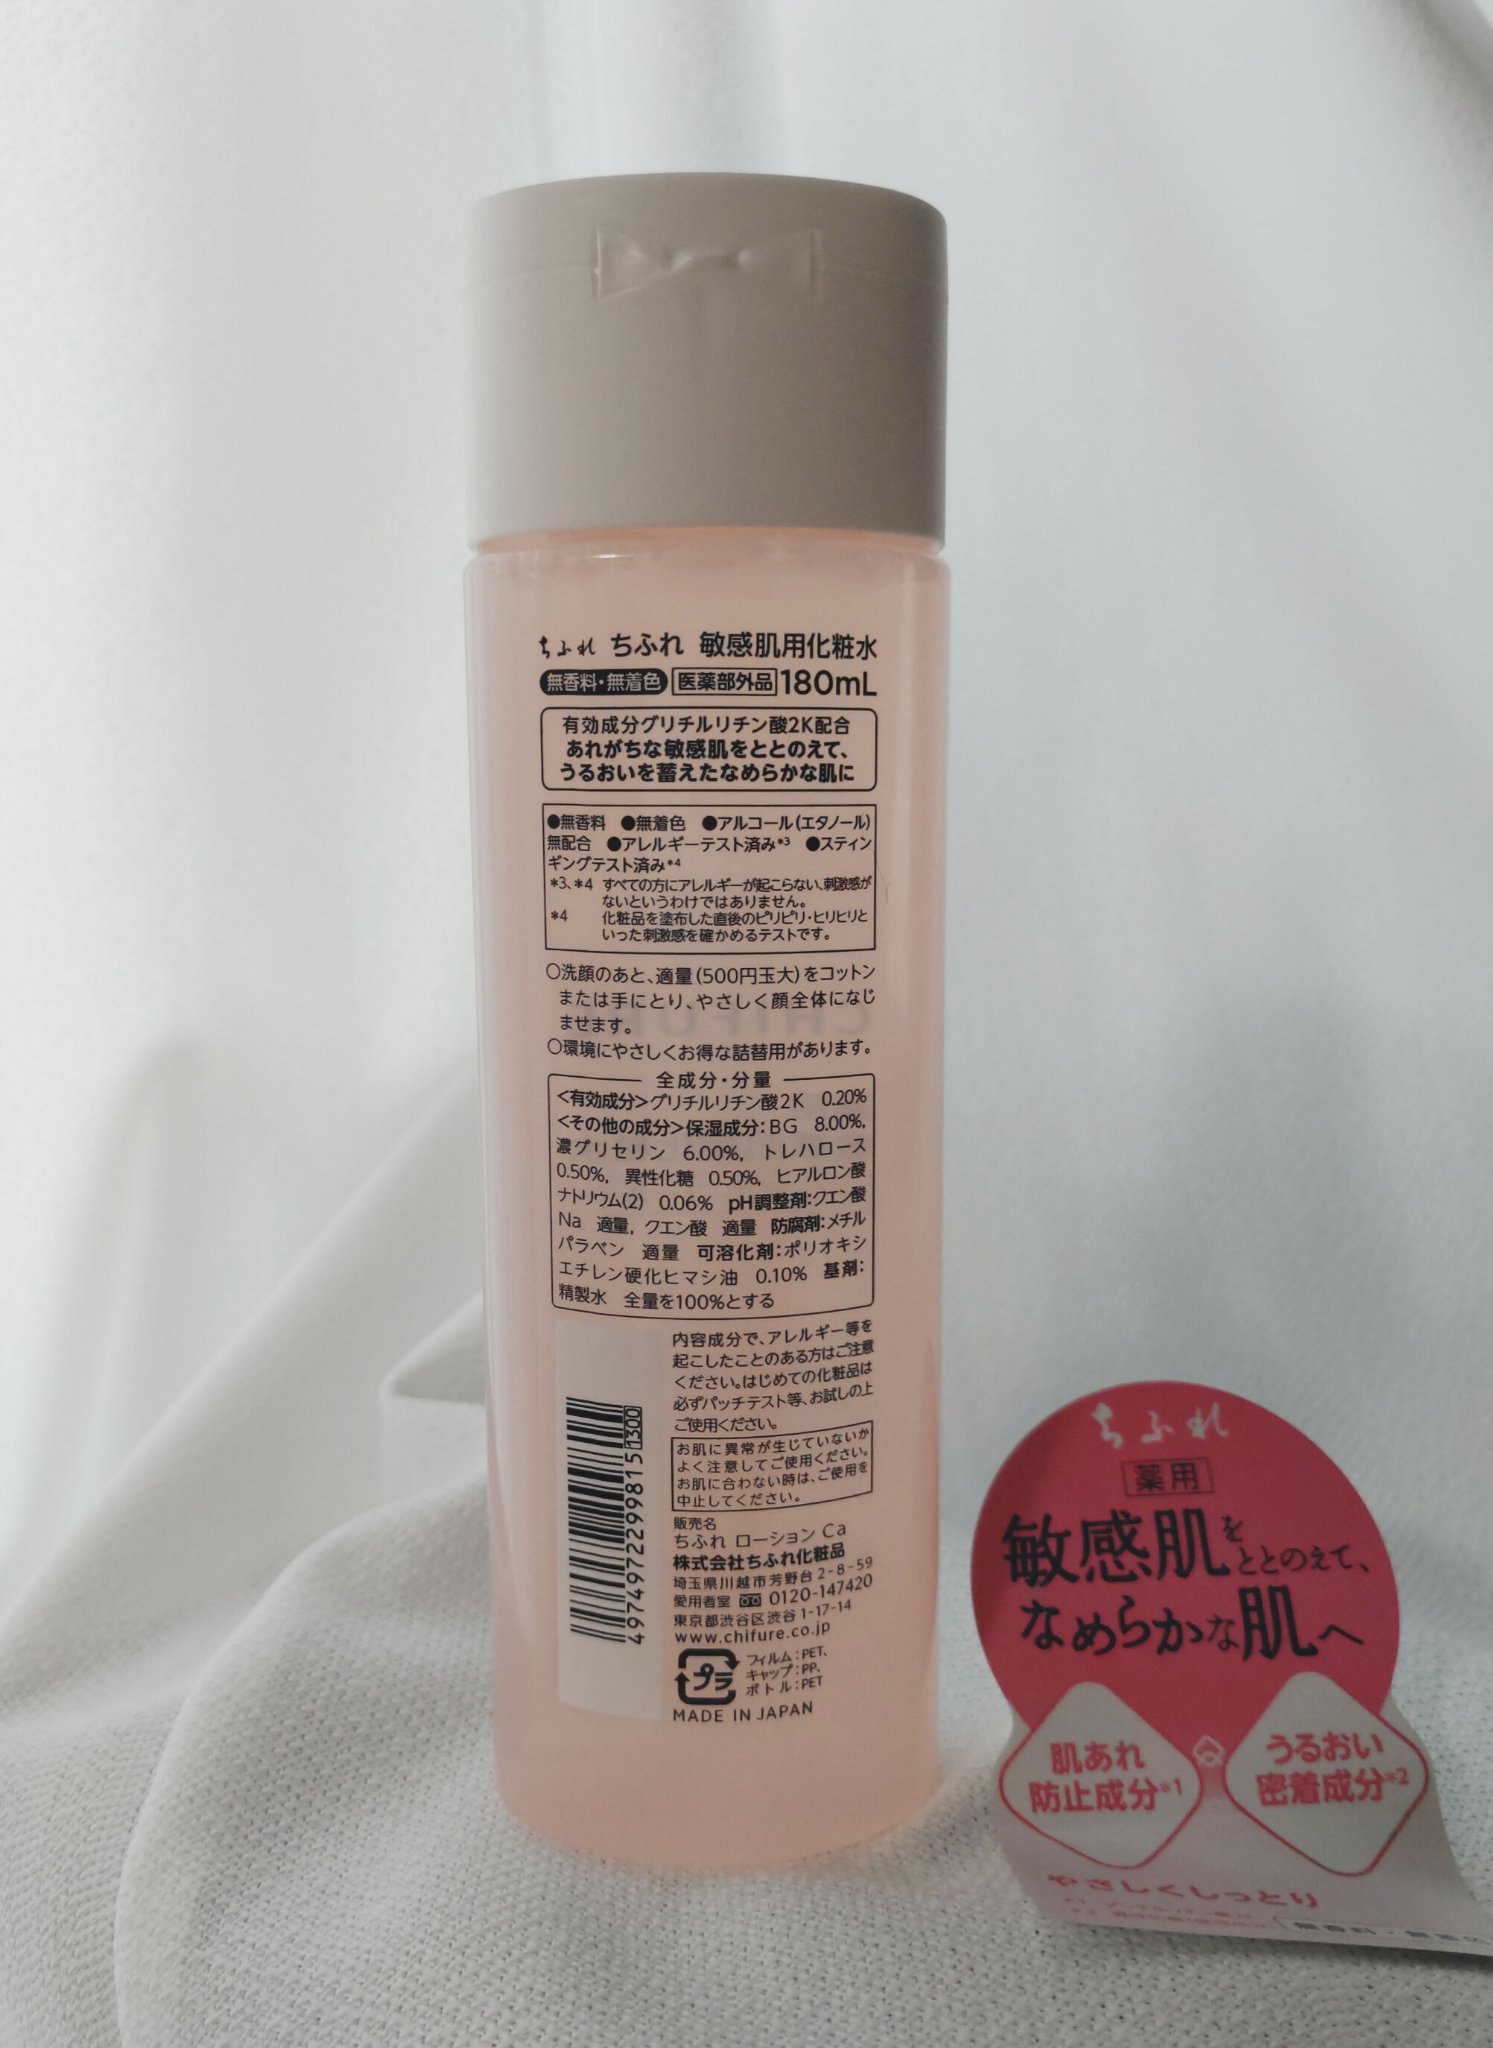 ちふれ ちふれ 敏感肌用化粧水
無香料・無着色 医薬部外品 180mL
有効成分グリチルリチン酸2K配合
あれがちな敏感肌をととのえて、
うるおいを蓄えたなめらかな肌に
●無香料 ●無着色 ●アルコール(エタノール)
無配合 ●アレルギーテスト済み*3 ●スティン
ギングテスト済み*4
*3、*4 すべての方にアレルギーが起こらない、刺激感が
ないというわけではありません。
*4 化粧品を塗布した直後のピリピリ・ヒリヒリと
いった刺激感を確かめるテストです。
○洗顔のあと、適量(500円玉大)をコットン
または手にとり、やさしく顔全体になじ
ませます。
○環境にやさしくお得な詰替用があります。
全成分・分量
<有効成分>グリチルリチン酸2K 0.20%
<その他の成分>保湿成分:BG 8.00%,
濃グリセリン 6.00%, トレハロース
0.50%, 異性化糖 0.50%, ヒアルロン酸
ナトリウム(2) 0.06% pH調整剤:クエン酸
Na 適量, クエン酸 適量 防腐剤:メチル
パラベン 適量 可溶化剤:ポリオキシ
エチレン硬化ヒマシ油 0.10% 基剤:
精製水 全量を100%とする
内容成分で、アレルギー等を
起こしたことのある方はご注意
ください。はじめての化粧品は
必ずパッチテスト等、お試しの上
ご使用ください。
お肌に異常が生じていないか
よく注意してご使用ください。
お肌に合わない時は、ご使用を
中止してください。
販売名
ちふれ ローション Ca
株式会社ちふれ化粧品
埼玉県川越市芳野台2-8-59
愛用者室 0120-147420
東京都渋谷区渋谷1-17-14
www.chifure.co.jp
プラ
フィルム:PET、
キャップ:PP、
ボトル:PET
MADE IN JAPAN
4974972299815 1300
ちふれ
薬用
敏感肌をととのえて、
なめらかな肌へ
肌あれ
防止成分*1
うるおい
密着成分*2
やさしくしっとり
無香料・無着色